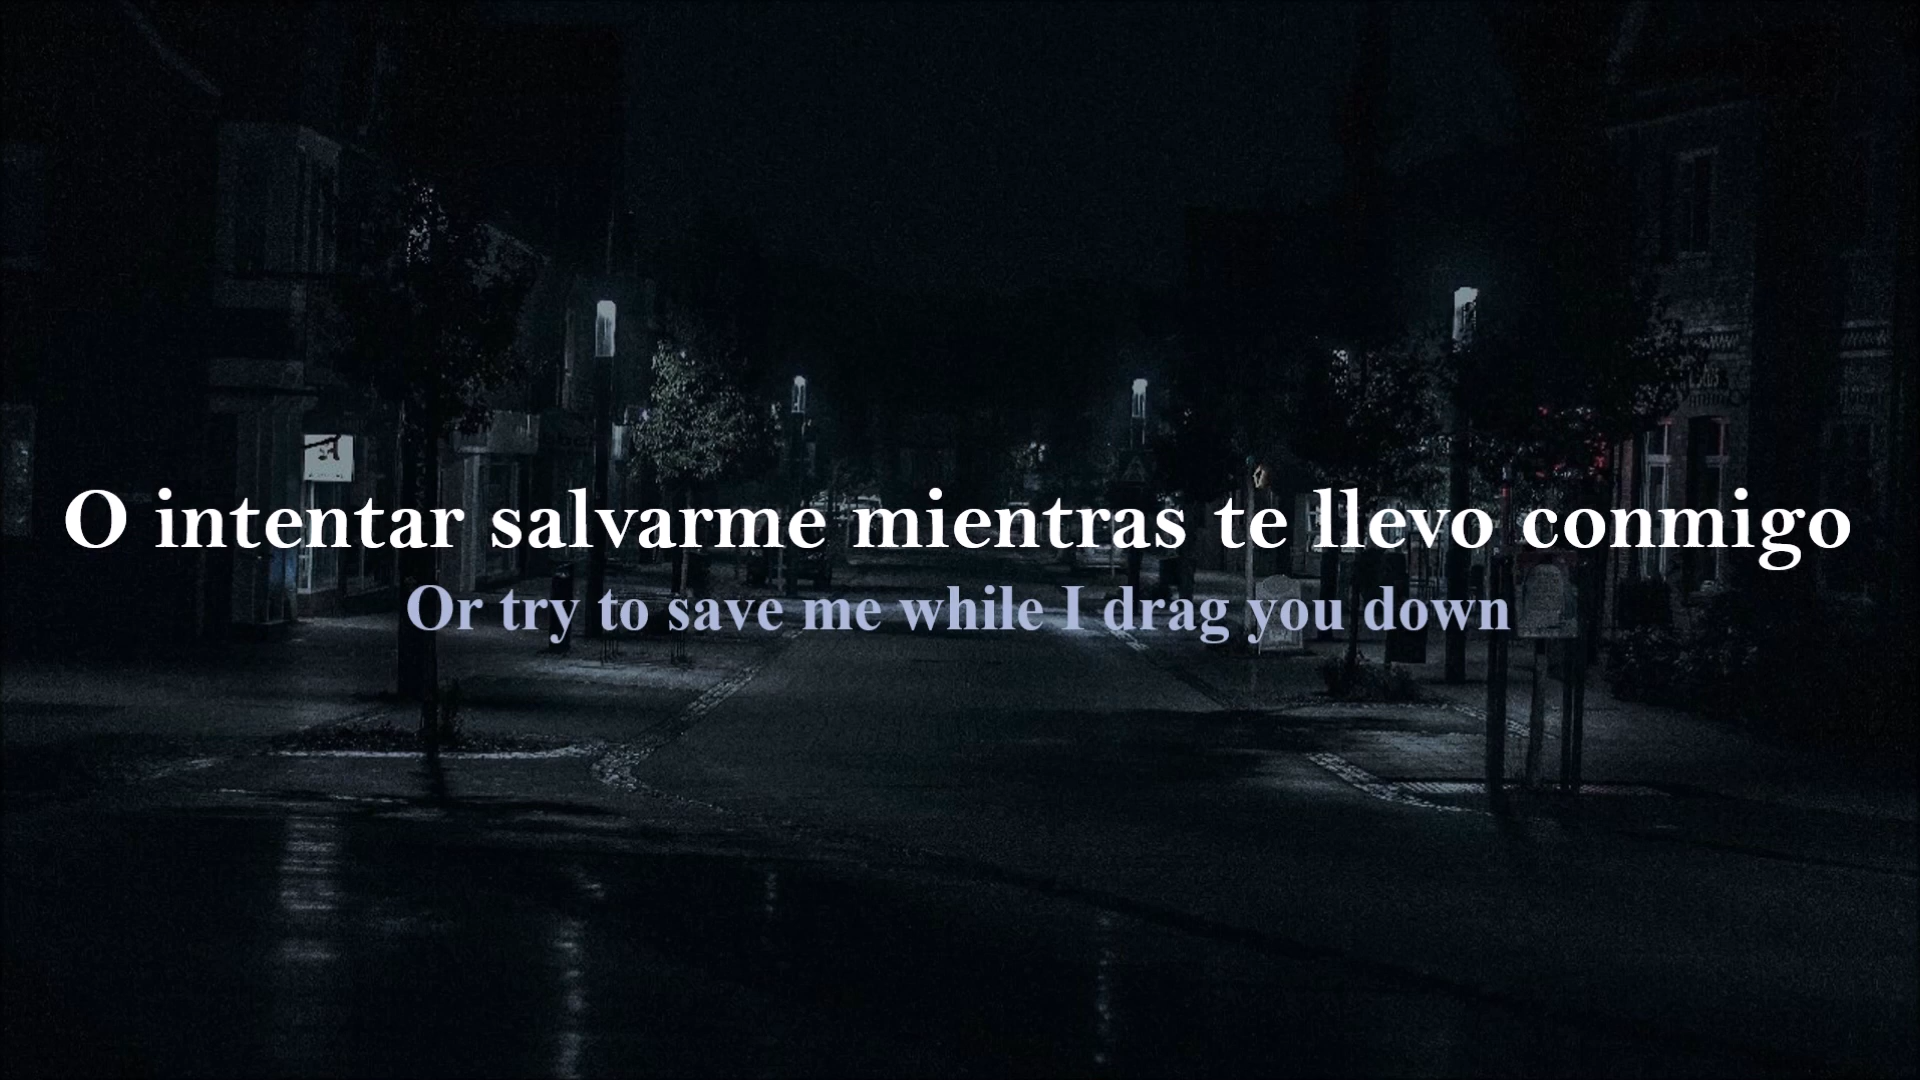 O intentar salvarme mientras te llevo conmigo
Or try to save me while I drag you down